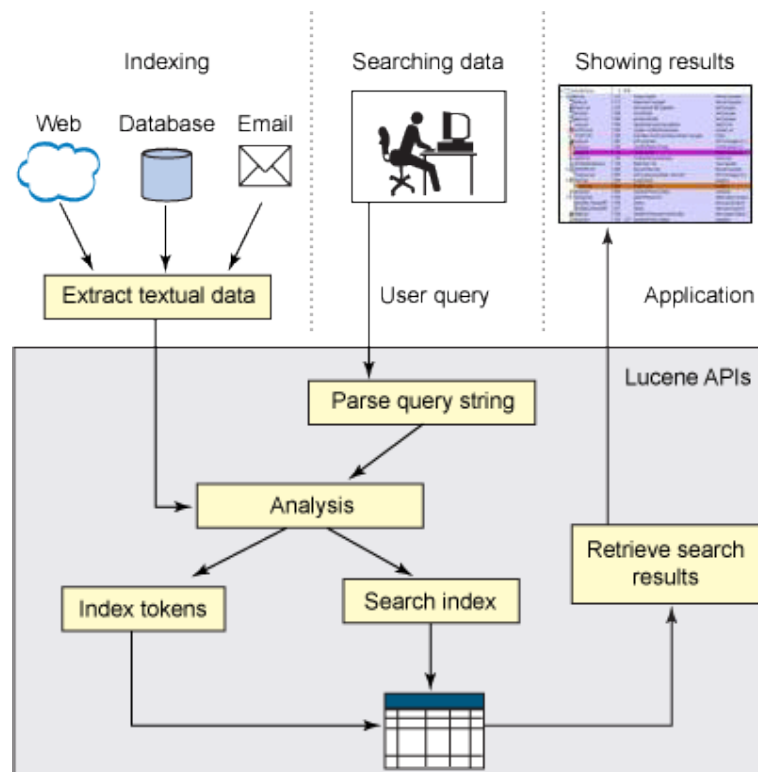 Indexing
Searching data
Showing results
Web
Database
Email
Extract textual data
User query
Application
Lucene APIs
Parse query string
Analysis
Index tokens
Search index
Retrieve search
results